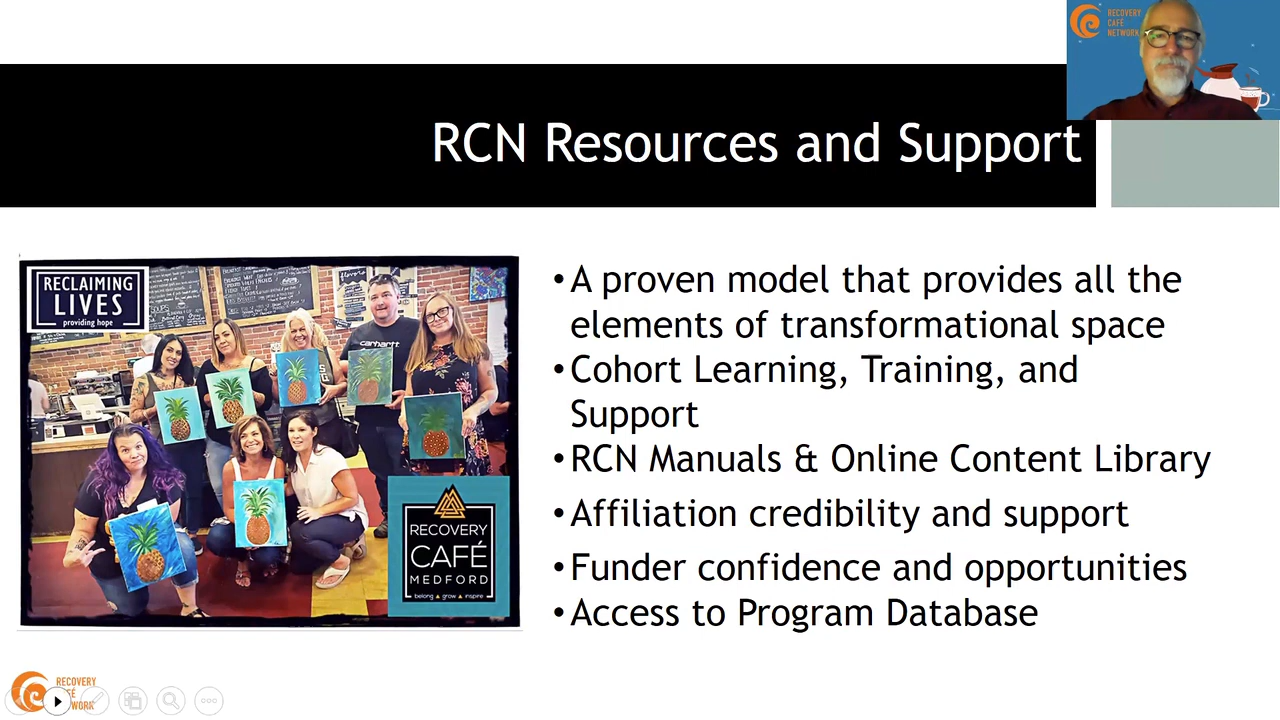 RECOVERY
CAFÉ
NETWORK
RCN Resources and Support
RECLAIMING
LIVES
providing hope
carhartt
RECOVERY
CAFÉ
MEDFORD
belong ▲ grow ▲ inspire
•A proven model that provides all the
elements of transformational space
•Cohort Learning, Training, and
Support
•RCN Manuals & Online Content Library
•Affiliation credibility and support
•Funder confidence and opportunities
•Access to Program Database
RECOVERY